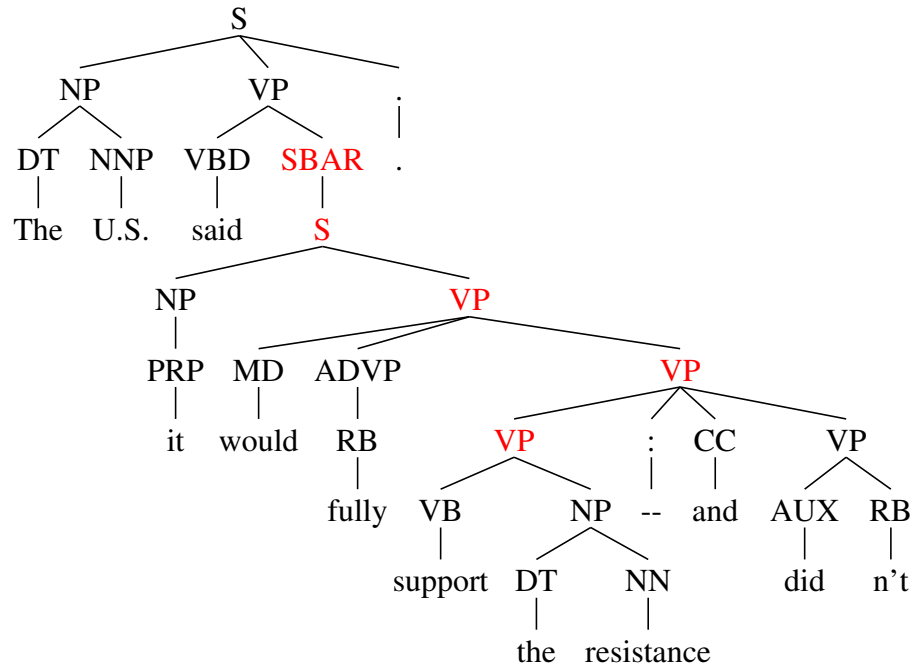 S
NP VP .
DT NNP VBD SBAR .
The U.S. said S
NP VP
PRP MD ADVP VP
it would RB VP : CC VP
fully VB NP -- and AUX RB
support DT NN did n't
the resistance